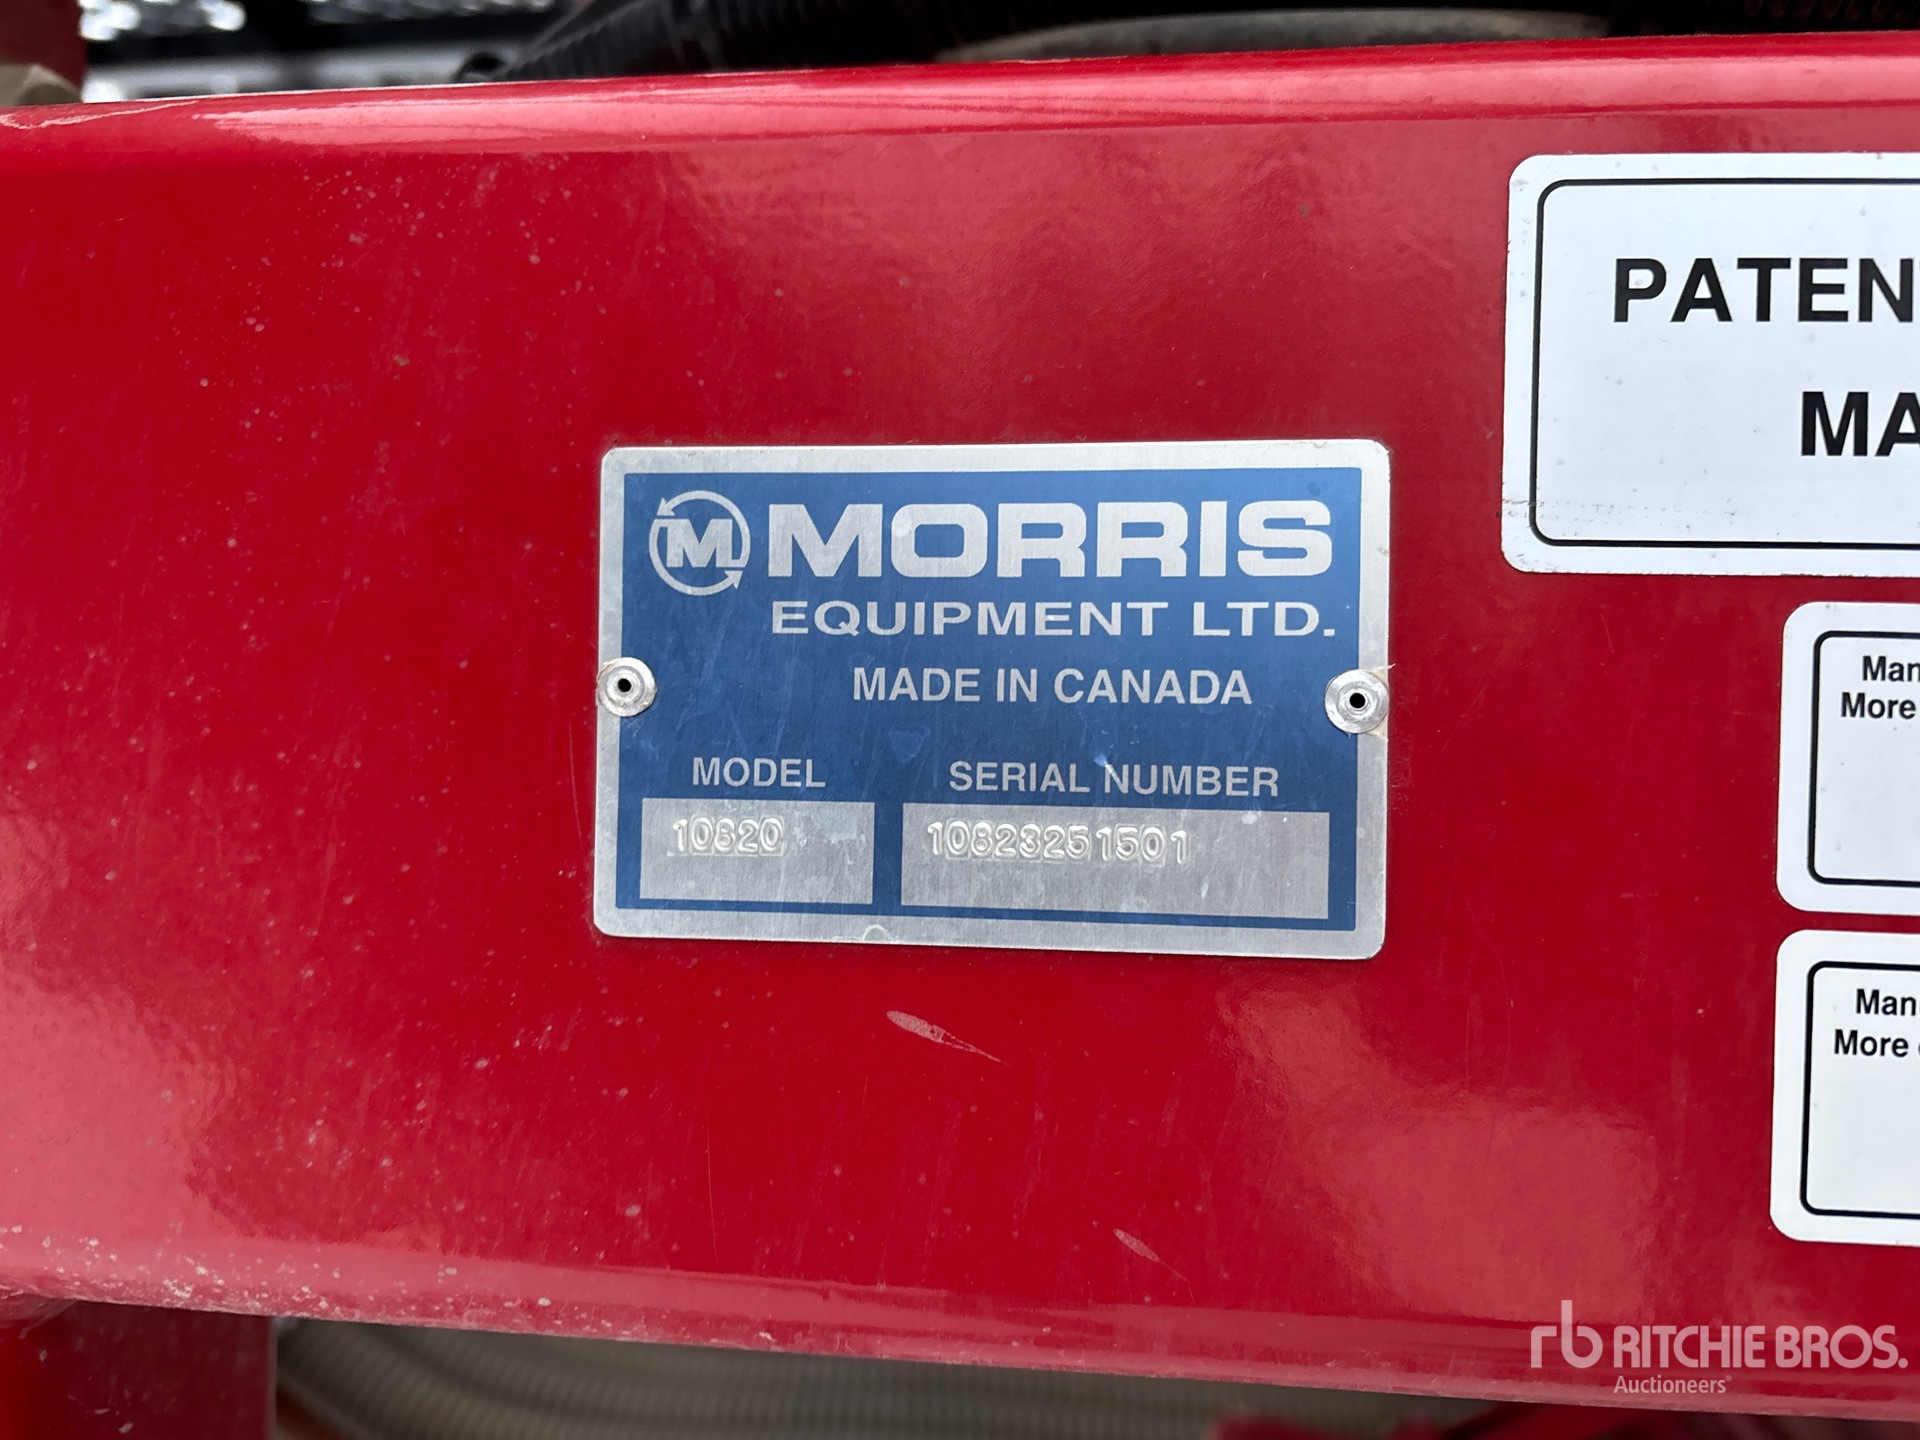 M MORRIS
EQUIPMENT LTD.
MADE IN CANADA
MODEL SERIAL NUMBER
10820 10823251501
PATEN
MA
Man
More
Man
More
rb RITCHIE BROS.
Auctioneers